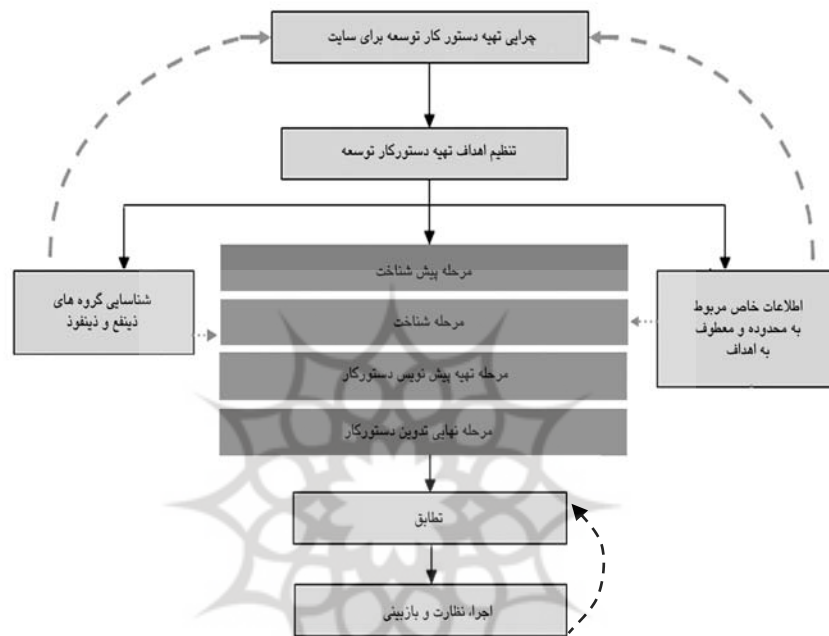 چرایی تهیه دستور کار توسعه برای سایت
تنظیم اهداف تهیه دستورکار توسعه
مرحله پیش شناخت
اطلاعات خاص مربوط
به محدوده و معطوف
به اهداف
شناسایی گروه های
ذینفع و ذینفوذ
مرحله شناخت
مرحله تهیه پیش نویس دستورکار
مرحله نهایی تدوین دستورکار
تطابق
اجرا، نظارت و بازبینی